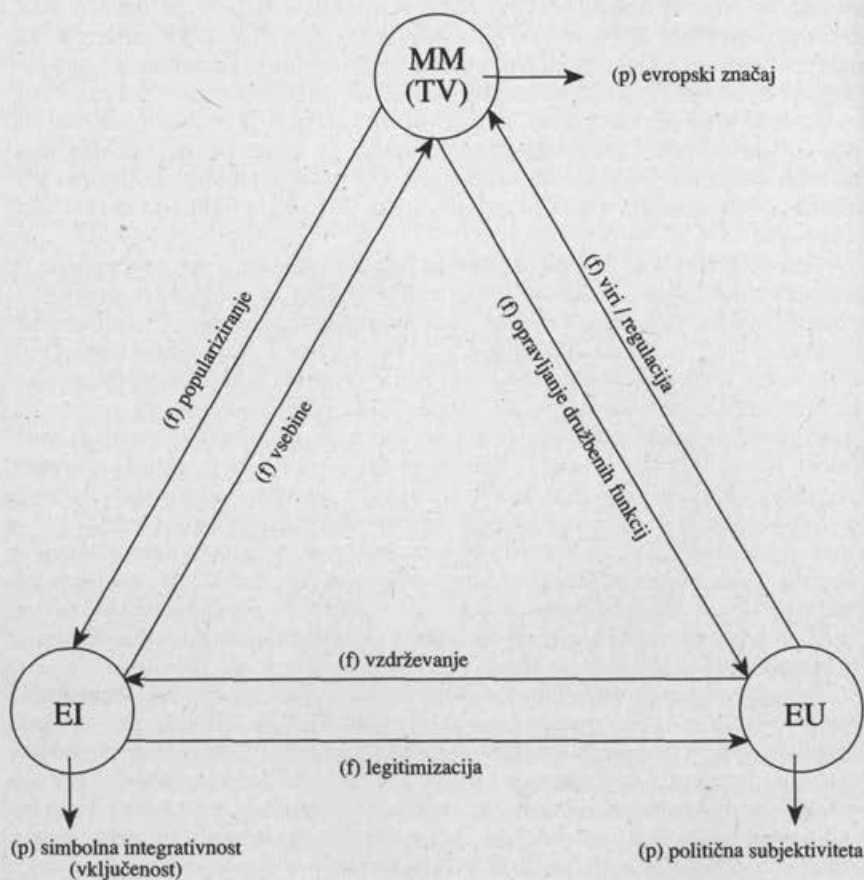 MM
(TV)
(p) evropski značaj
(f) populariziranje
(f) vsebine
(f) opravljanje družbenih funkcij
(f) viri / regulacija
(f) vzdrževanje
EI
EU
(f) legitimizacija
(p) simbolna integrativnost
(vključenost)
(p) politična subjektiviteta